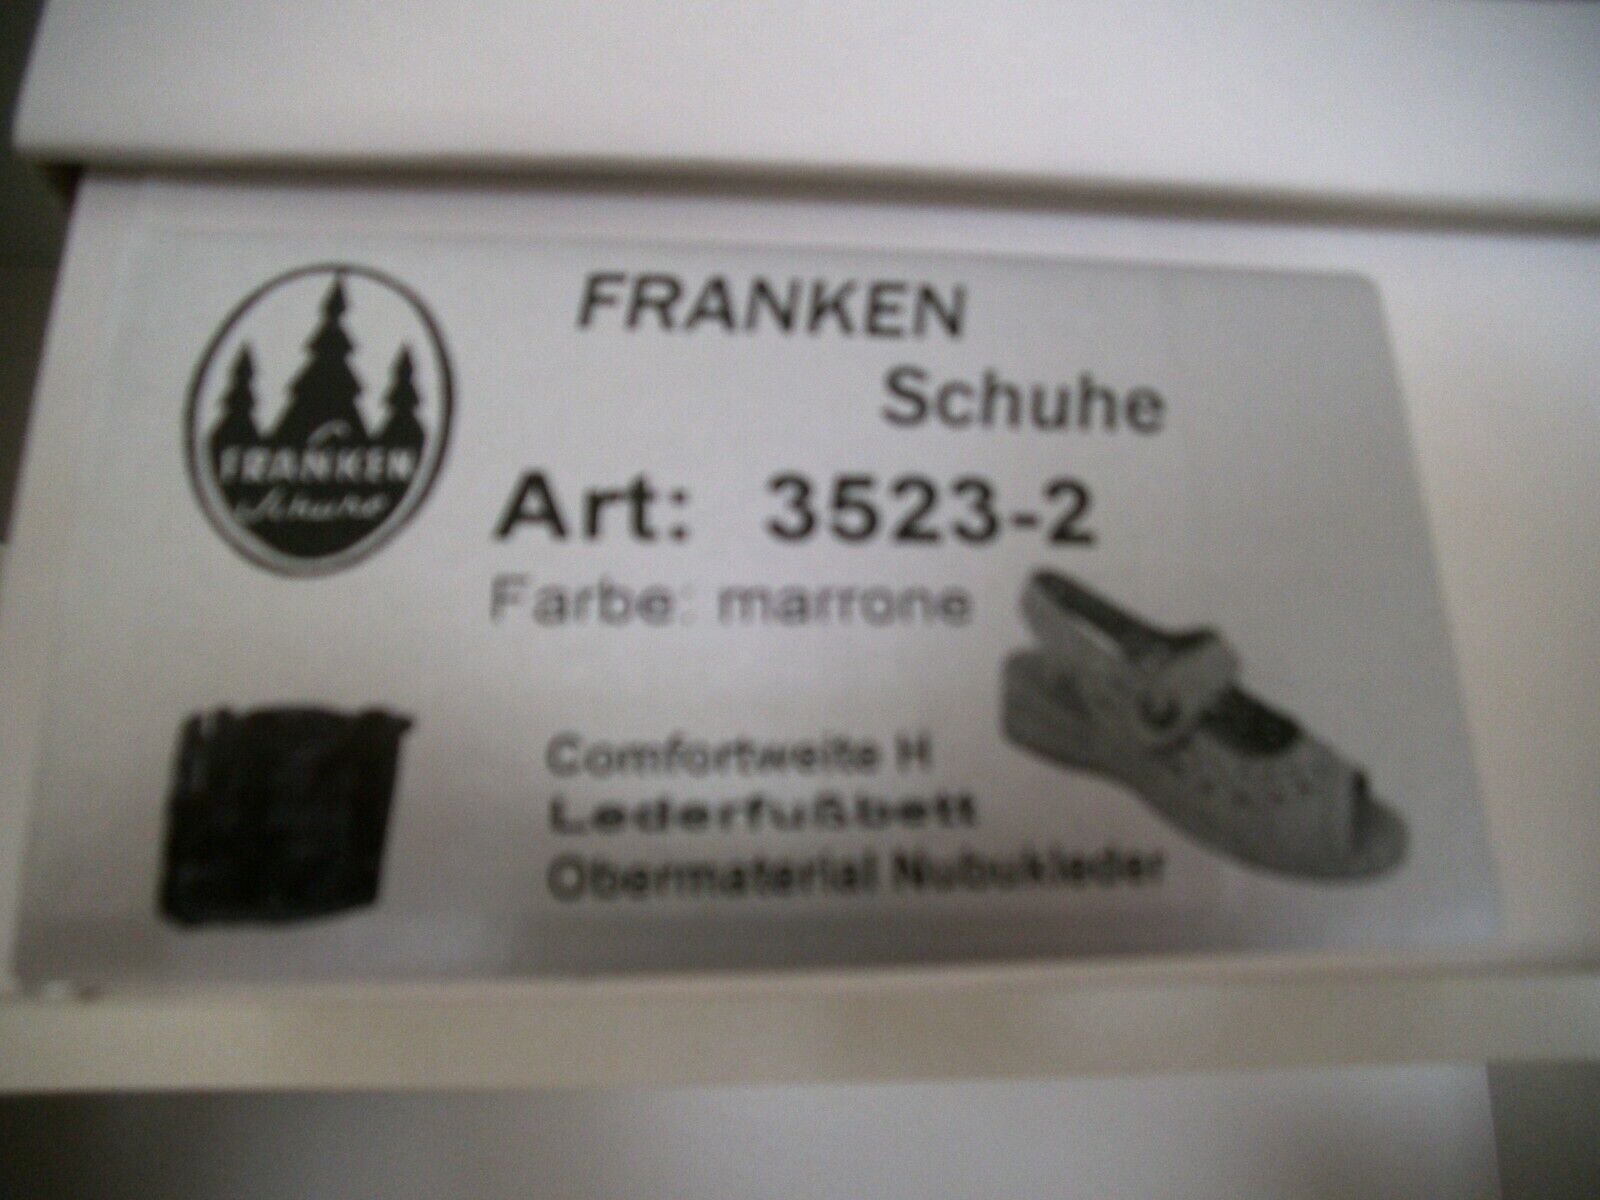 FRANKEN
Schuhe
FRANKEN
Schuhe
Art: 3523-2
Farbe: marrone
Comfortweite H
Lederfußbett
Obermaterial Nubukleder